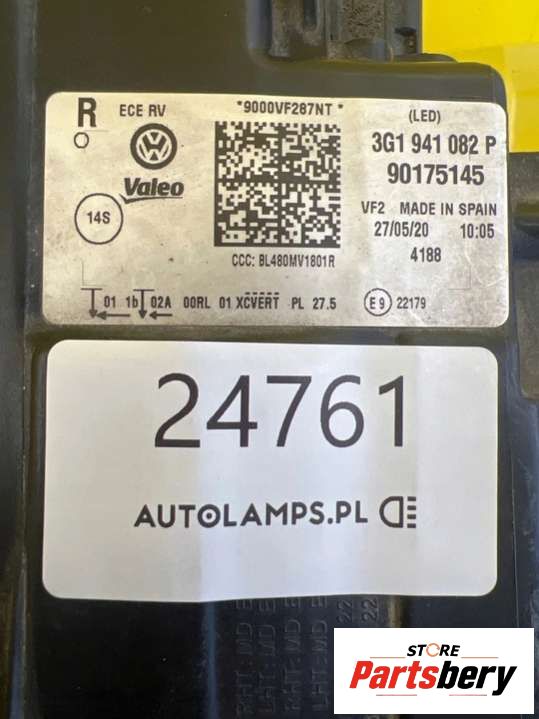 R ECE RV *9000VF287NT* (LED)
Valeo
3G1 941 082 P
90175145
14S
VF2 MADE IN SPAIN
27/05/20 10:05
4188
CCC: BL480MV1801R
01 1b 02A 00RL 01 XCVERT PL 27.5 E9 22179
24761
AUTOLAMPS.PL
STORE
Partsbery